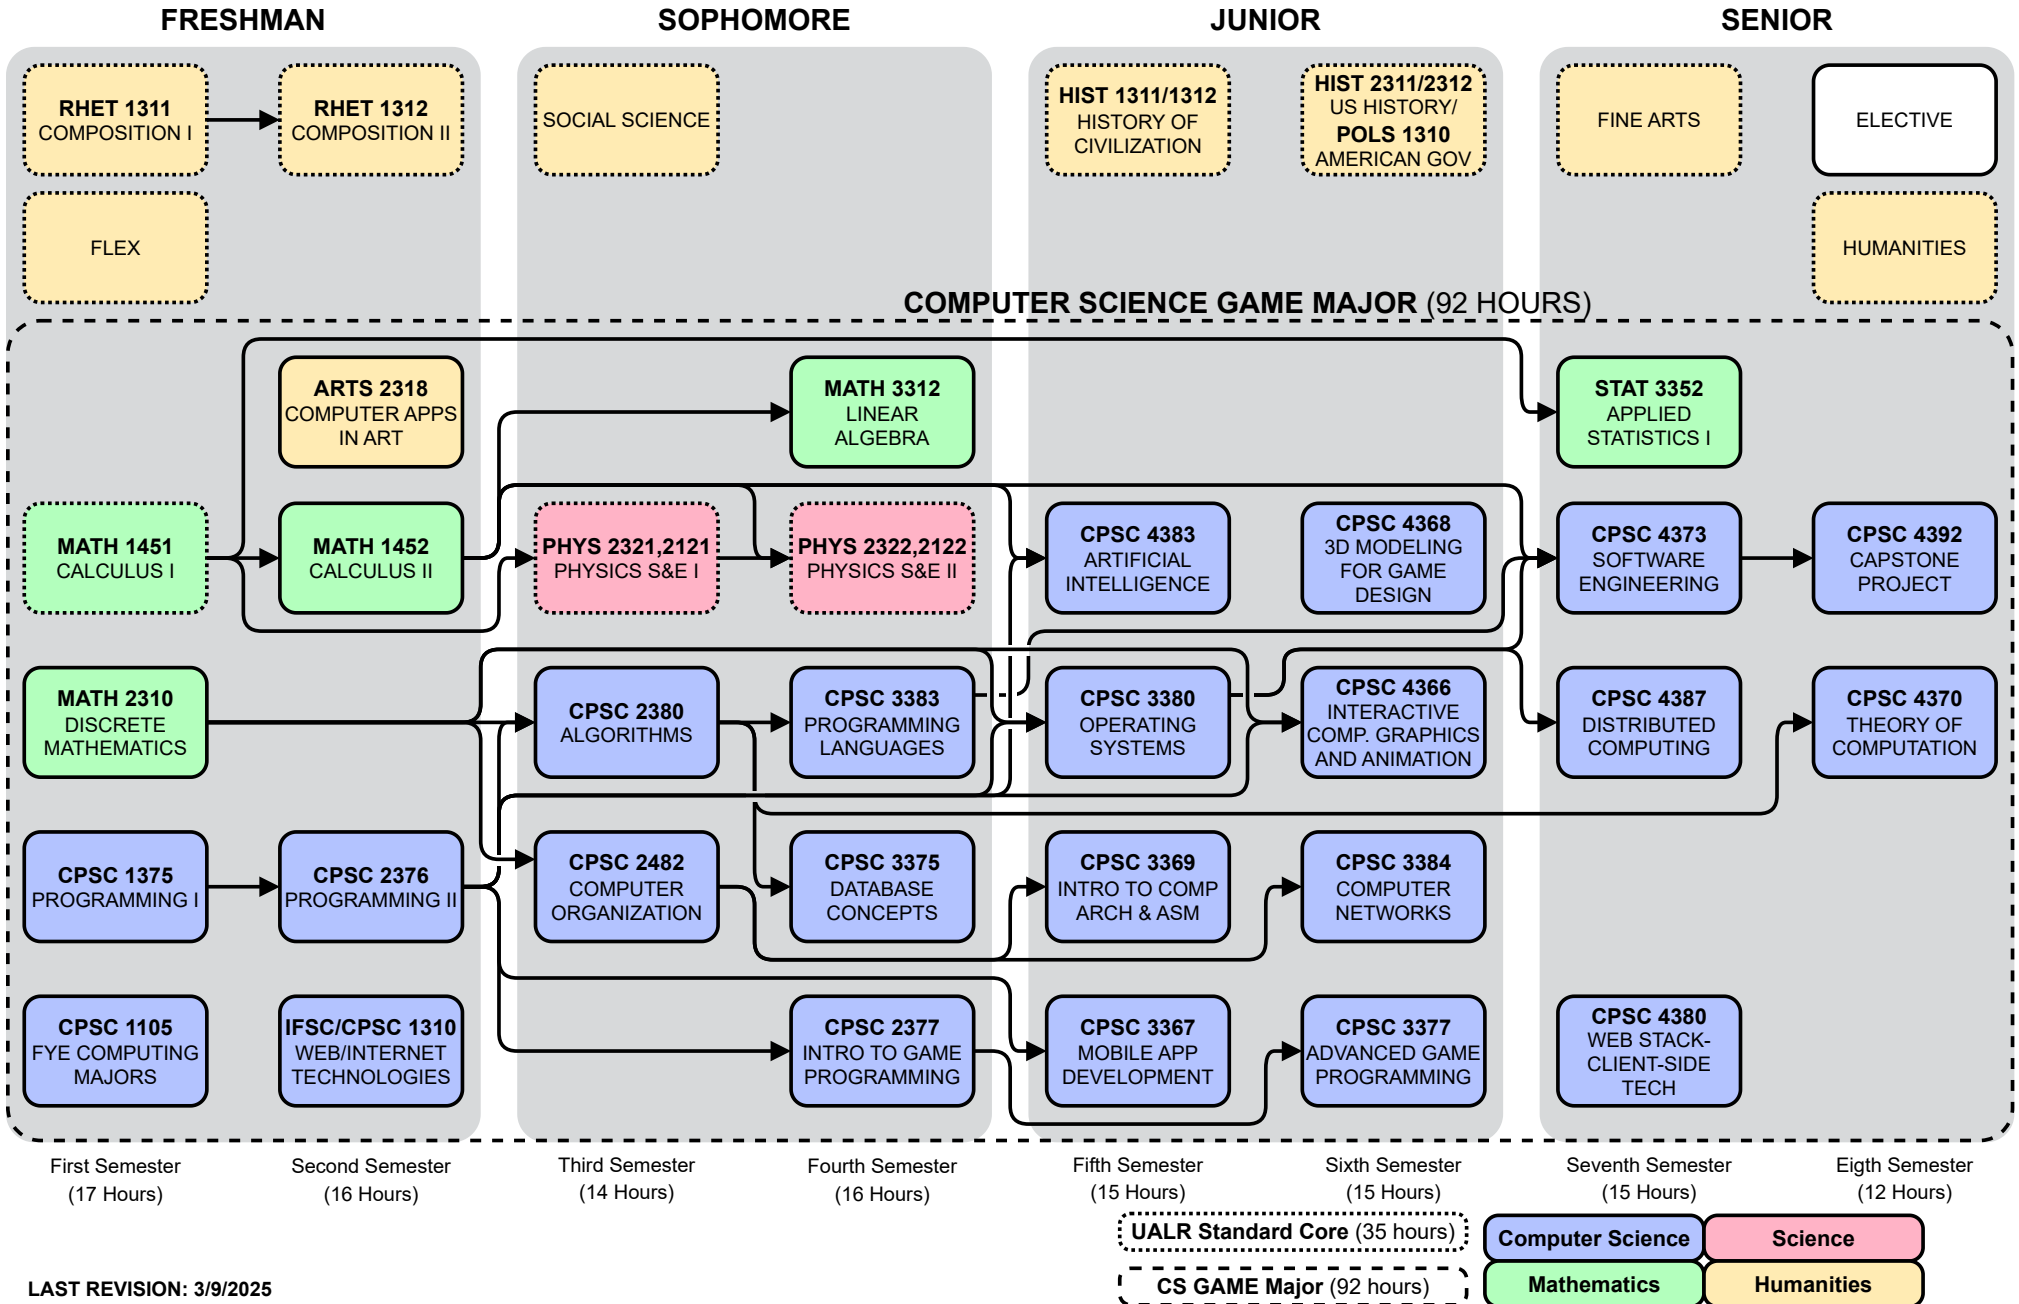 FRESHMAN
SOPHOMORE
JUNIOR
SENIOR
RHET 1311
COMPOSITION I
RHET 1312
COMPOSITION II
SOCIAL SCIENCE
HIST 1311/1312
HISTORY OF
CIVILIZATION
HIST 2311/2312
US HISTORY/
POLS 1310
AMERICAN GOV
FINE ARTS
ELECTIVE
FLEX
HUMANITIES
COMPUTER SCIENCE GAME MAJOR (92 HOURS)
ARTS 2318
COMPUTER APPS
IN ART
MATH 3312
LINEAR
ALGEBRA
STAT 3352
APPLIED
STATISTICS I
MATH 1451
CALCULUS I
MATH 1452
CALCULUS II
PHYS 2321,2121
PHYSICS S&E I
PHYS 2322,2122
PHYSICS S&E II
CPSC 4383
ARTIFICIAL
INTELLIGENCE
CPSC 4368
3D MODELING
FOR GAME
DESIGN
CPSC 4373
SOFTWARE
ENGINEERING
CPSC 4392
CAPSTONE
PROJECT
MATH 2310
DISCRETE
MATHEMATICS
CPSC 2380
ALGORITHMS
CPSC 3383
PROGRAMMING
LANGUAGES
CPSC 3380
OPERATING
SYSTEMS
CPSC 4366
INTERACTIVE
COMP. GRAPHICS
AND ANIMATION
CPSC 4387
DISTRIBUTED
COMPUTING
CPSC 4370
THEORY OF
COMPUTATION
CPSC 1375
PROGRAMMING I
CPSC 2376
PROGRAMMING II
CPSC 2482
COMPUTER
ORGANIZATION
CPSC 3375
DATABASE
CONCEPTS
CPSC 3369
INTRO TO COMP
ARCH & ASM
CPSC 3384
COMPUTER
NETWORKS
CPSC 1105
FYE COMPUTING
MAJORS
IFSC/CPSC 1310
WEB/INTERNET
TECHNOLOGIES
CPSC 2377
INTRO TO GAME
PROGRAMMING
CPSC 3367
MOBILE APP
DEVELOPMENT
CPSC 3377
ADVANCED GAME
PROGRAMMING
CPSC 4380
WEB STACK-
CLIENT-SIDE
TECH
First Semester
(17 Hours)
Second Semester
(16 Hours)
Third Semester
(14 Hours)
Fourth Semester
(16 Hours)
Fifth Semester
(15 Hours)
Sixth Semester
(15 Hours)
Seventh Semester
(15 Hours)
Eigth Semester
(12 Hours)
UALR Standard Core (35 hours)
CS GAME Major (92 hours)
Computer Science
Science
Mathematics
Humanities
LAST REVISION: 3/9/2025